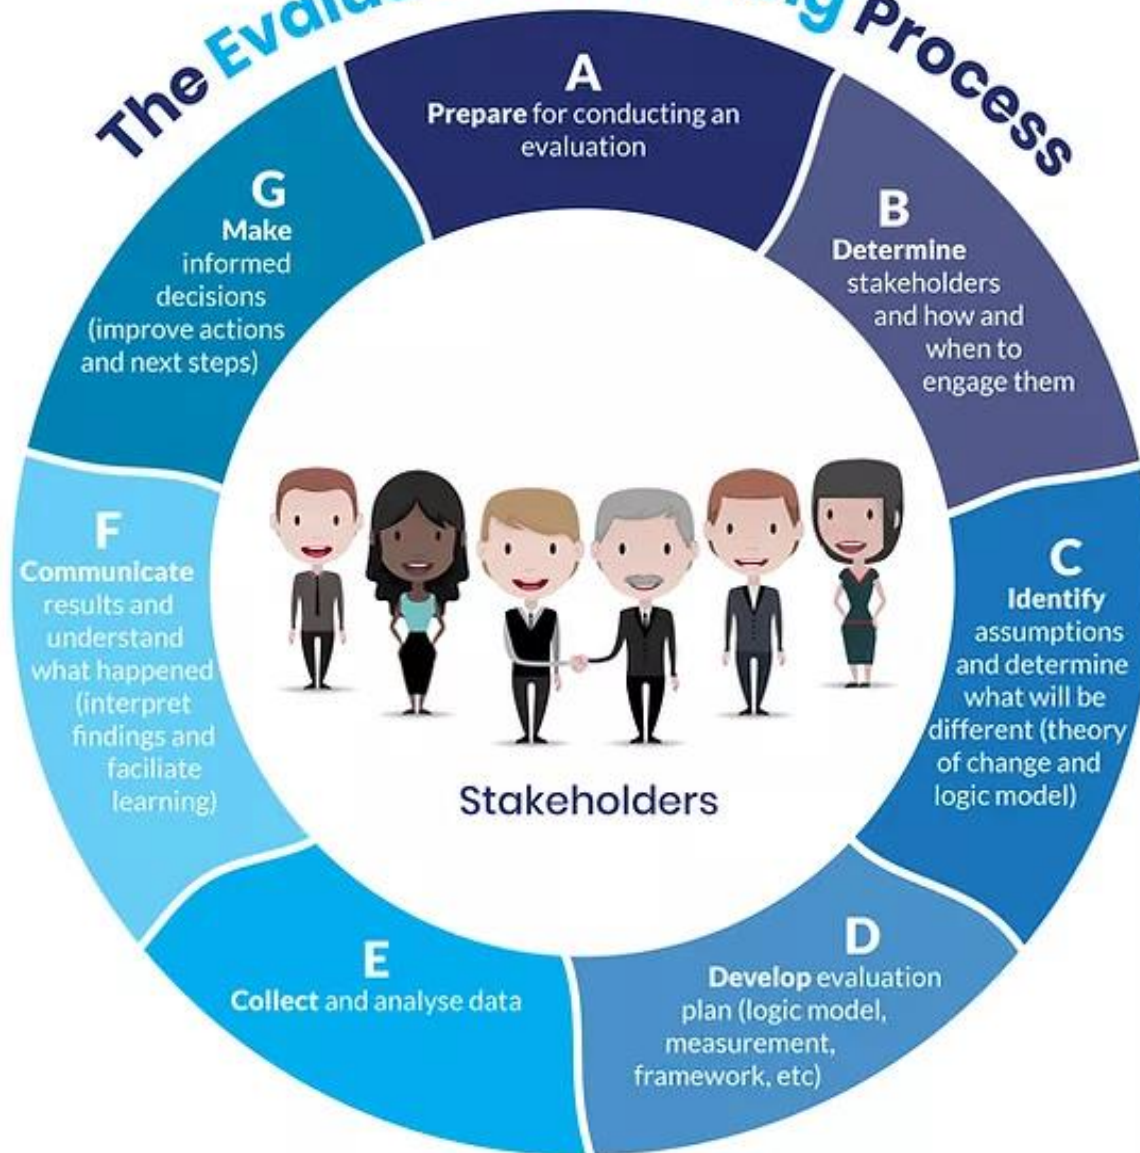 The Process
A
Prepare for conducting an
evaluation
B
Determine
stakeholders
and how and
when to
engage them
C
Identify
assumptions
and determine
what will be
different (theory
of change and
logic model)
D
Develop evaluation
plan (logic model,
measurement,
framework, etc)
E
Collect and analyse data
F
Communicate
results and
understand
what happened
(interpret
findings and
faciliate
learning)
G
Make
informed
decisions
(improve actions
and next steps)
Stakeholders